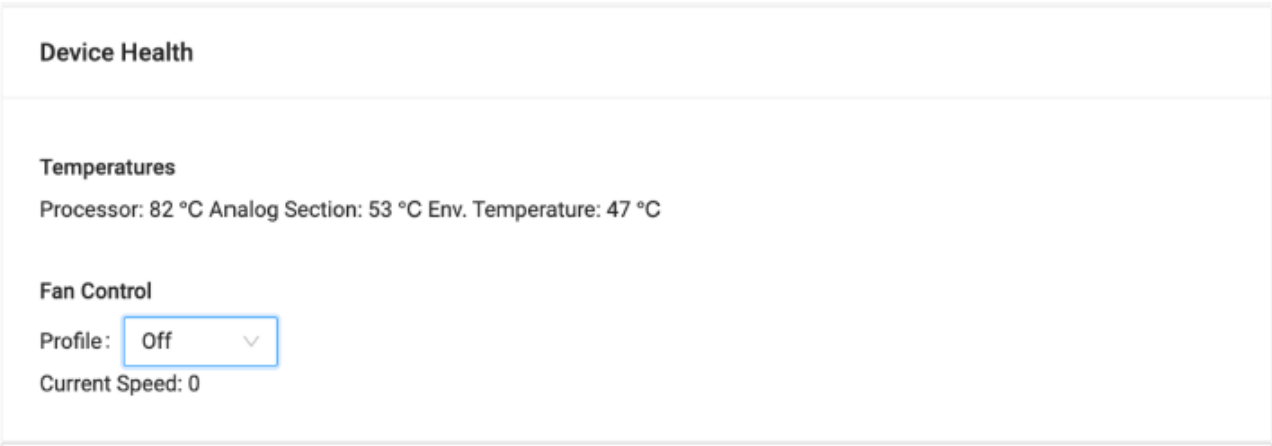 Device Health
Temperatures
Processor: 82 °C Analog Section: 53 °C Env. Temperature: 47 °C
Fan Control
Profile: Off
Current Speed: 0